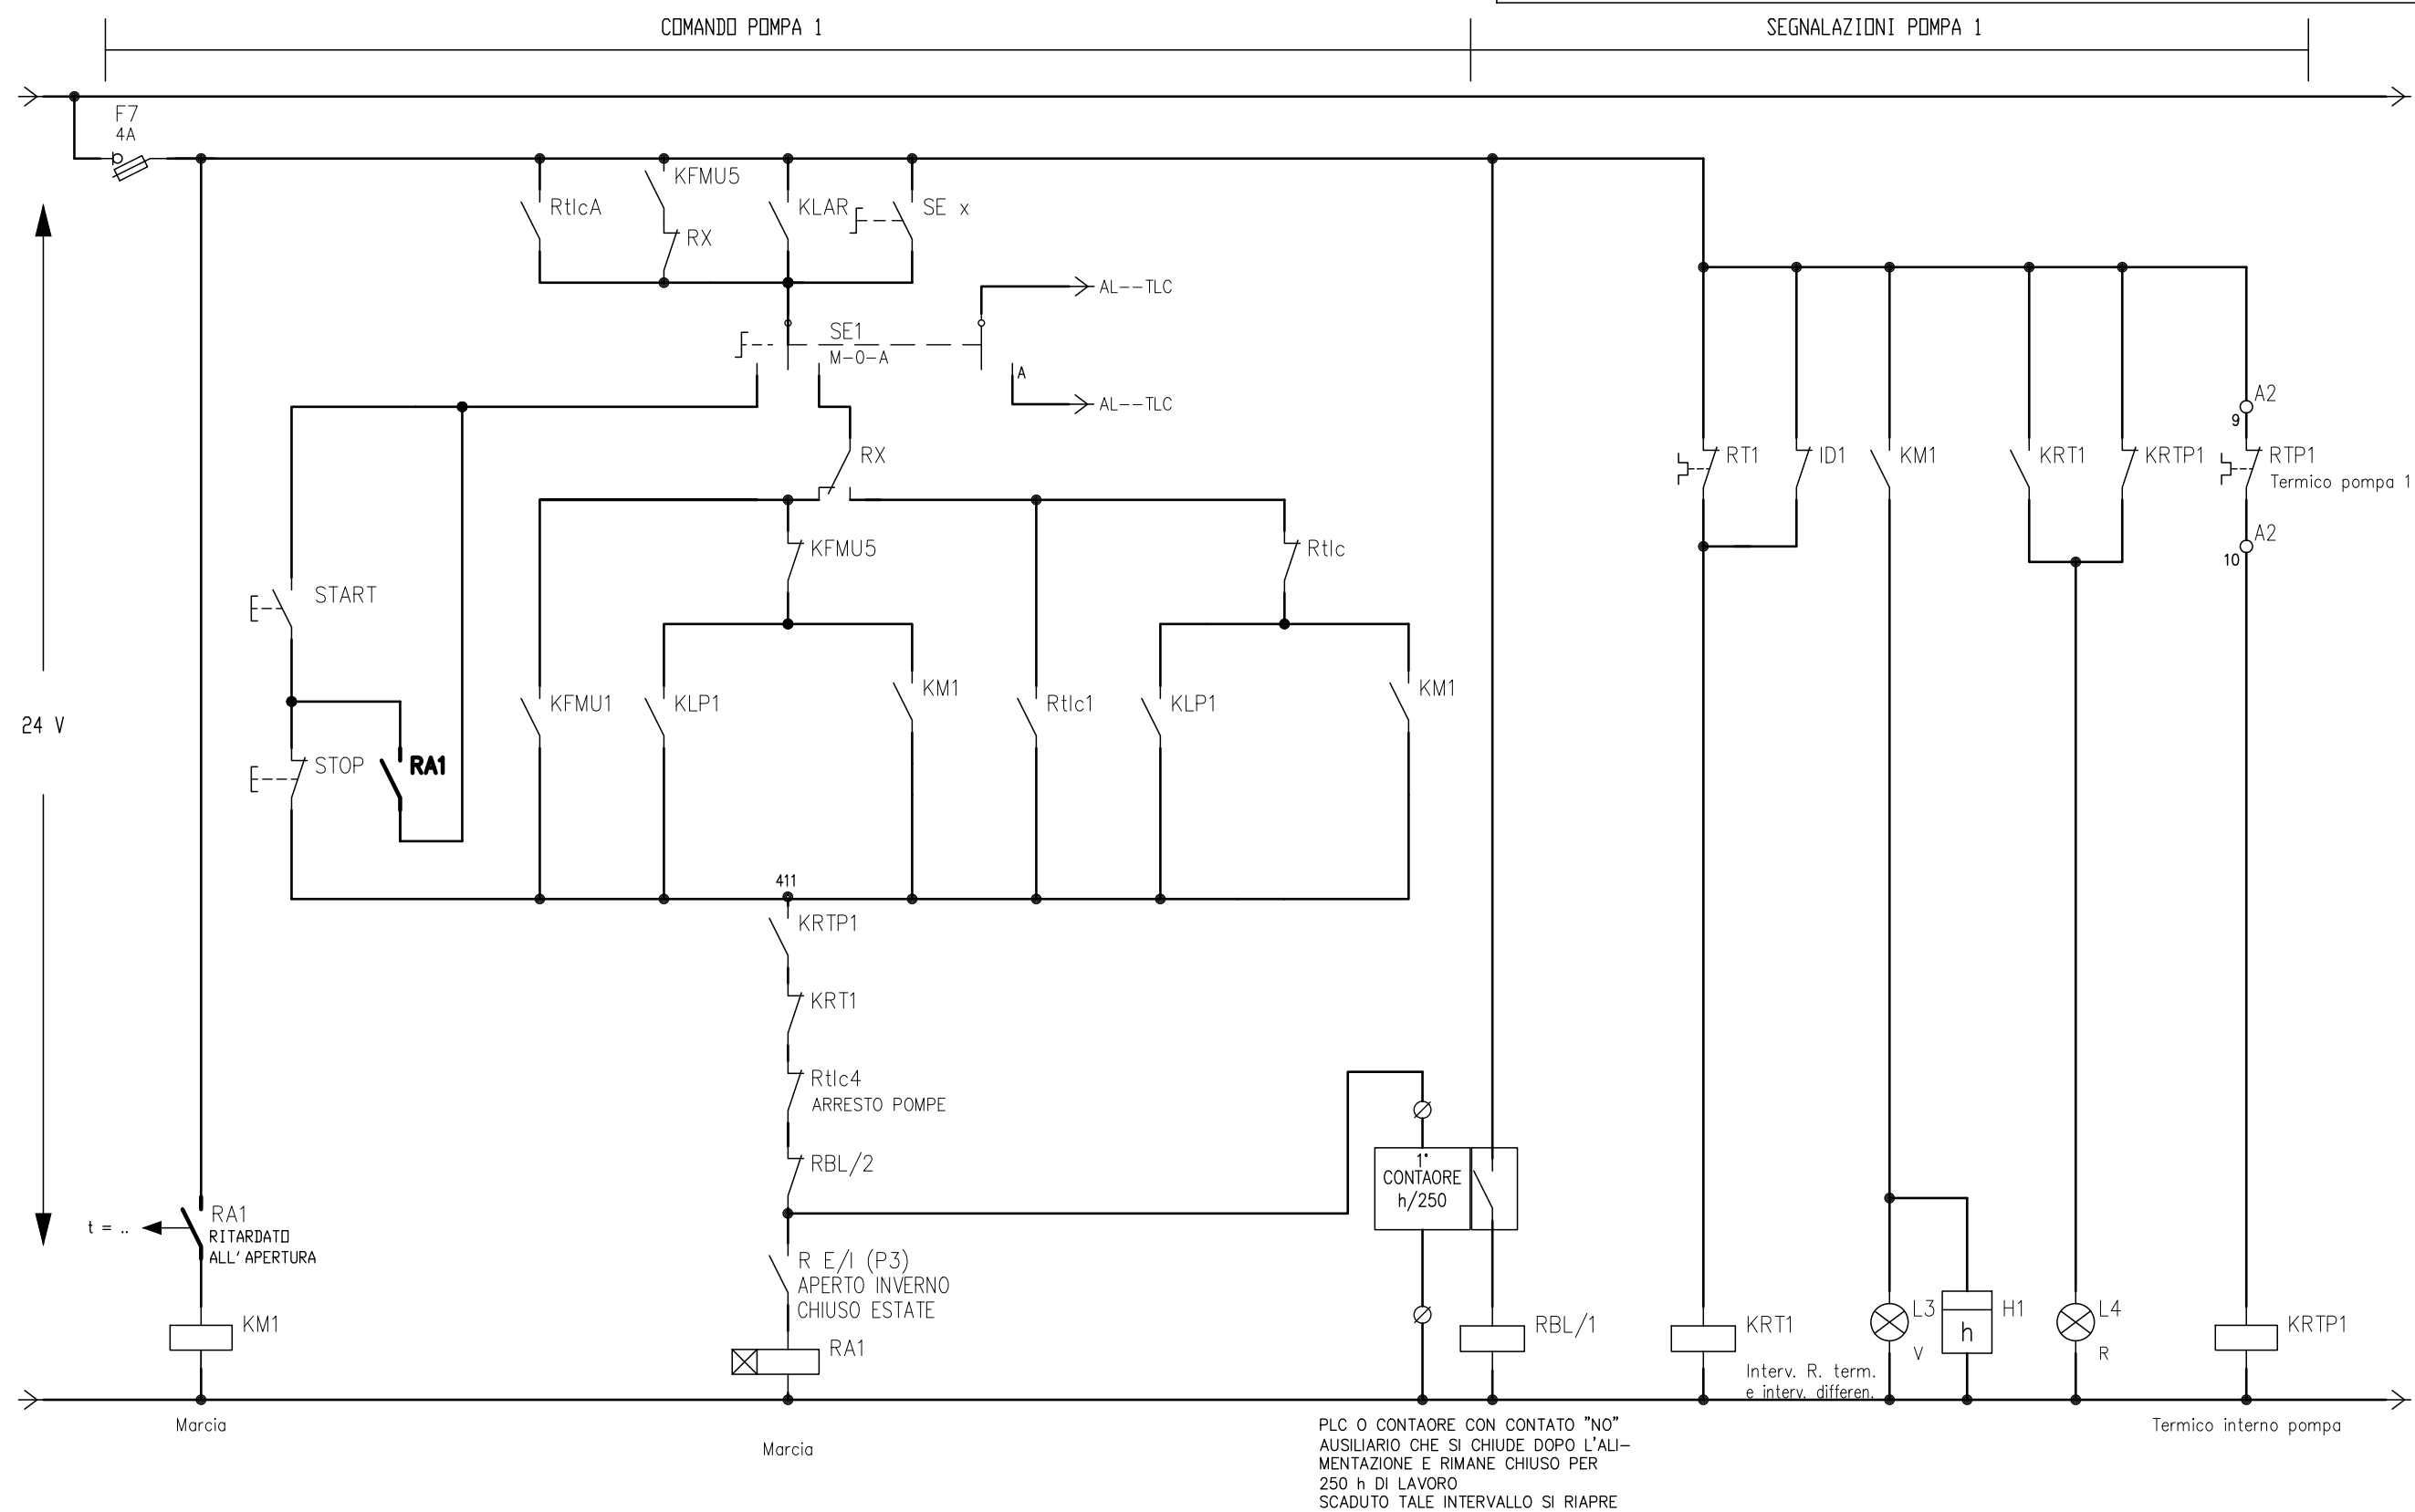 COMANDO POMPA 1
SEGNALAZIONI POMPA 1
F7
4A
RtlcA
KFMU5
RX
KLAR
SE x
AL--TLC
SE1
M-O-A
A
AL--TLC
RX
RT1
ID1
KM1
KRT1
KRTP1
A2
9
RTP1
Termico pompa 1
A2
10
KFMU5
Rtlc
START
24 V
STOP
RA1
KFMU1
KLP1
KM1
Rtlc1
KLP1
KM1
411
KRTP1
KRT1
Rtlc4
ARRESTO POMPE
RBL/2
1°
CONTAORE
h/250
t = ..
RA1
RITARDATO
ALL'APERTURA
R E/I (P3)
APERTO INVERNO
CHIUSO ESTATE
KM1
RA1
RBL/1
KRT1
Interv. R. term.
e interv. differen.
L3
V
H1
h
L4
R
KRTP1
Marcia
Marcia
PLC O CONTAORE CON CONTATO "NO"
AUSILIARIO CHE SI CHIUDE DOPO L'ALI-
MENTAZIONE E RIMANE CHIUSO PER
250 h DI LAVORO
SCADUTO TALE INTERVALLO SI RIAPRE
Termico interno pompa